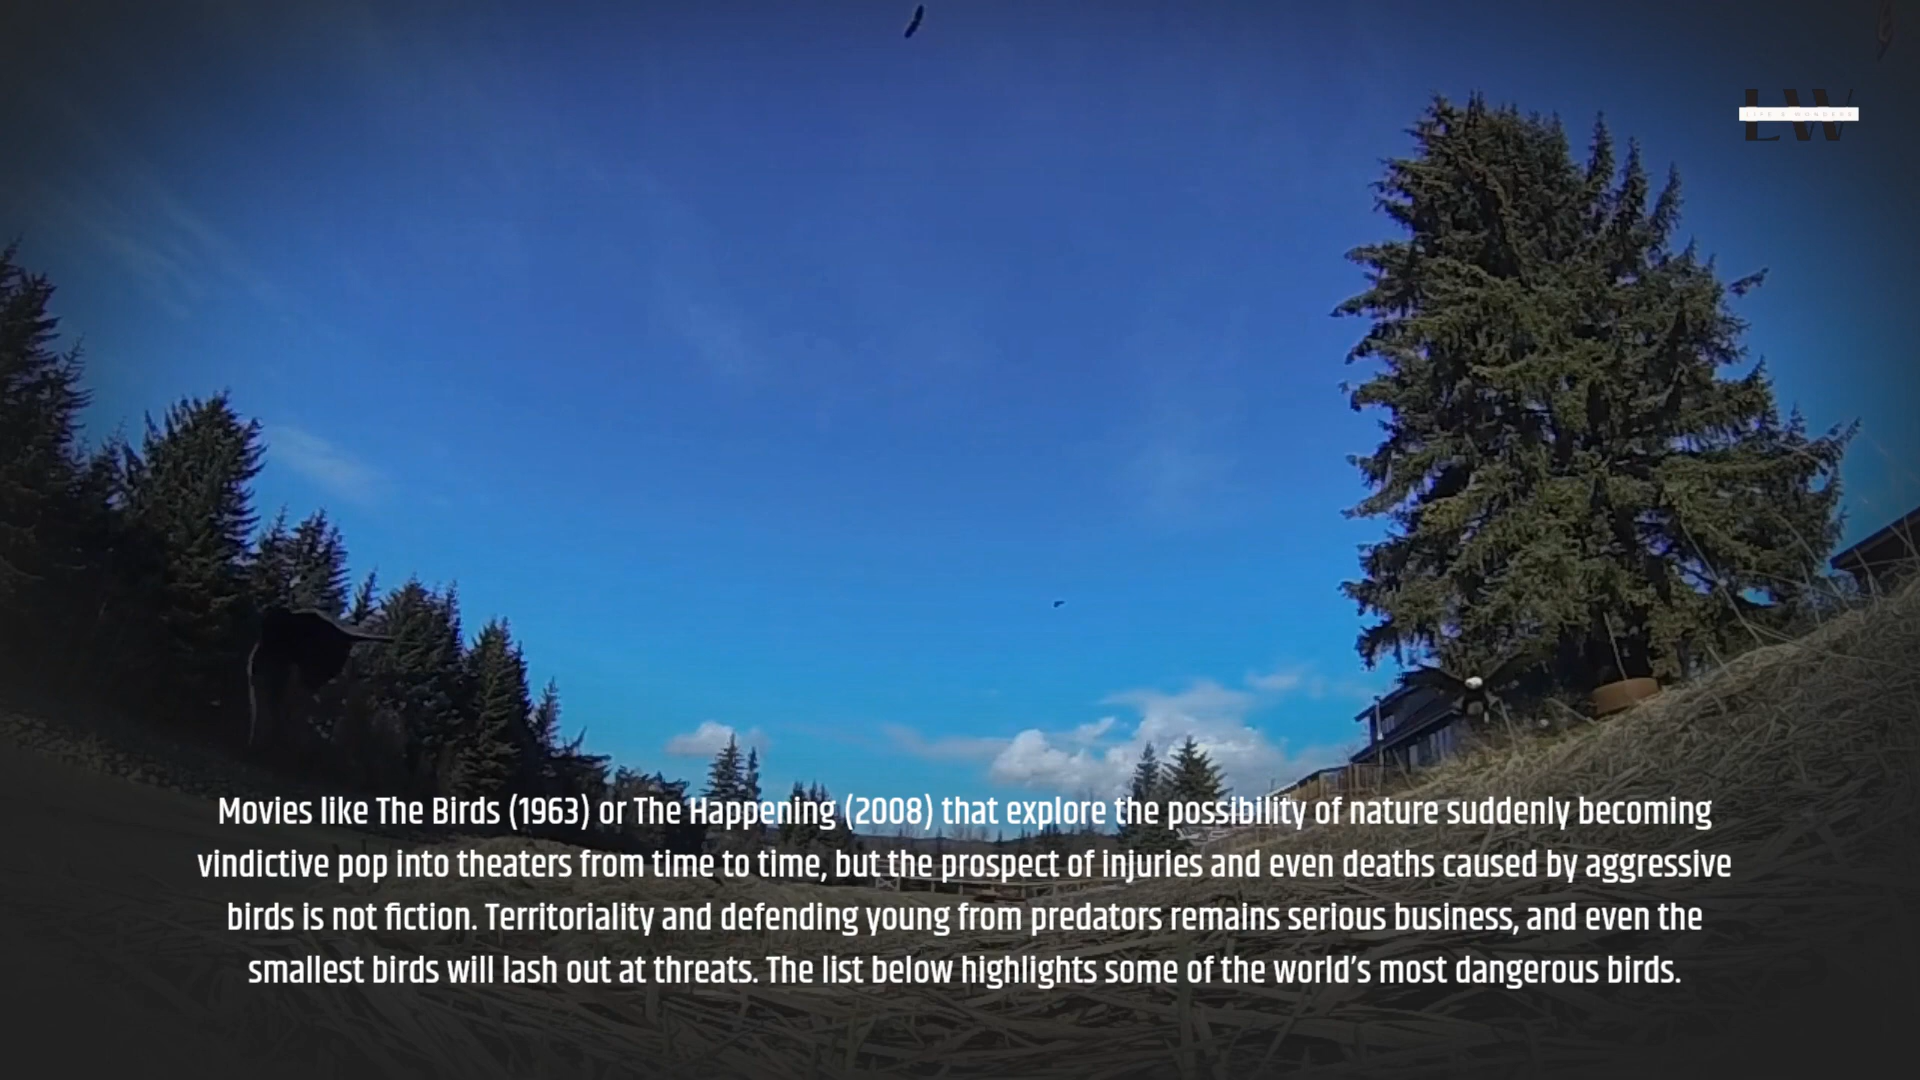 LW
Movies like The Birds (1963) or The Happening (2008) that explore the possibility of nature suddenly becoming
vindictive pop into theaters from time to time, but the prospect of injuries and even deaths caused by aggressive
birds is not fiction. Territoriality and defending young from predators remains serious business, and even the
smallest birds will lash out at threats. The list below highlights some of the world’s most dangerous birds.